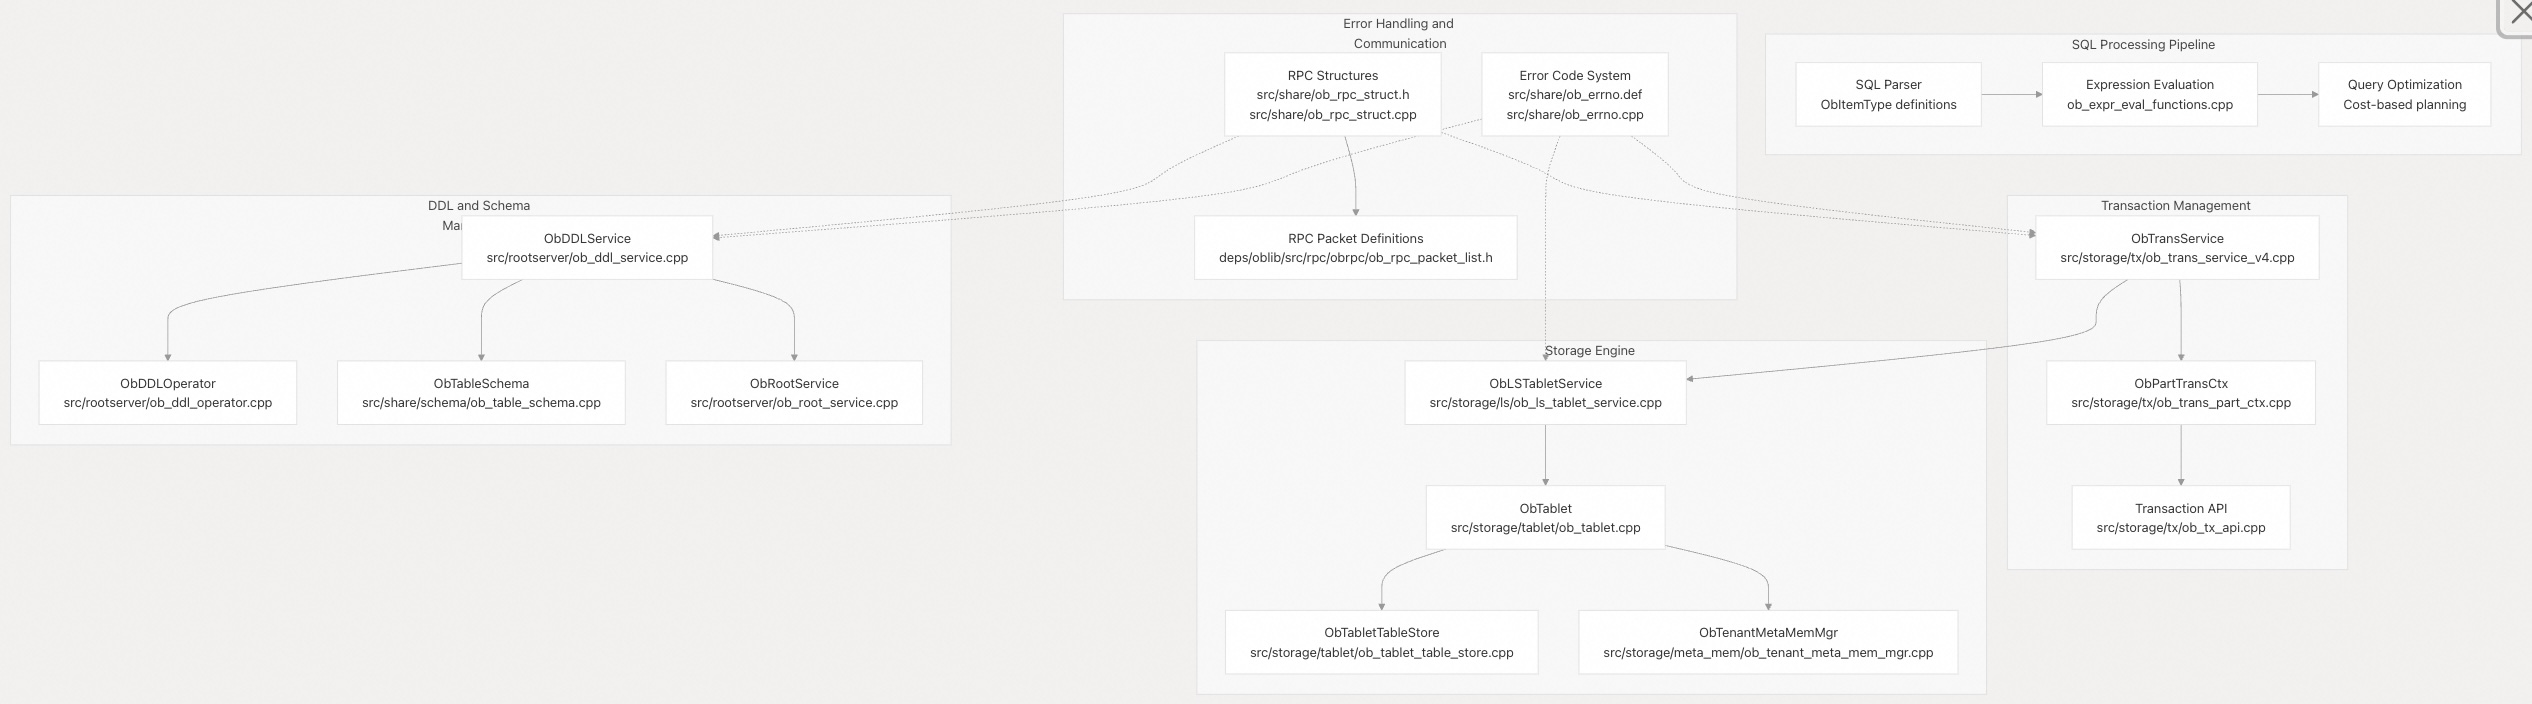 Error Handling and
Communication
RPC Structures
src/share/ob_rpc_struct.h
src/share/ob_rpc_struct.cpp
Error Code System
src/share/ob_errno.def
src/share/ob_errno.cpp
RPC Packet Definitions
deps/oblib/src/rpc/obrpc/ob_rpc_packet_list.h
SQL Processing Pipeline
SQL Parser
ObItemType definitions
Expression Evaluation
ob_expr_eval_functions.cpp
Query Optimization
Cost-based planning
DDL and Schema
ObDDLService
src/rootserver/ob_ddl_service.cpp
ObDDLOperator
src/rootserver/ob_ddl_operator.cpp
ObTableSchema
src/share/schema/ob_table_schema.cpp
ObRootService
src/rootserver/ob_root_service.cpp
Transaction Management
ObTransService
src/storage/tx/ob_trans_service_v4.cpp
ObPartTransCtx
src/storage/tx/ob_trans_part_ctx.cpp
Transaction API
src/storage/tx/ob_tx_api.cpp
Storage Engine
ObLSTabletService
src/storage/ls/ob_ls_tablet_service.cpp
ObTablet
src/storage/tablet/ob_tablet.cpp
ObTabletTableStore
src/storage/tablet/ob_tablet_table_store.cpp
ObTenantMetaMemMgr
src/storage/meta_mem/ob_tenant_meta_mem_mgr.cpp